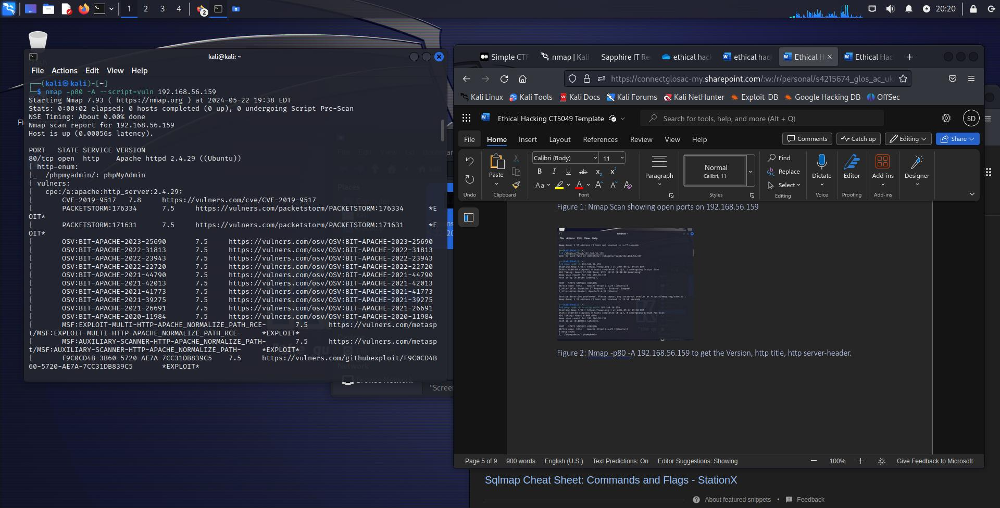 1 2 3 4
2
20:20
kali@kali: ~
File Actions Edit View Help
(kali㉿kali)-[~]
$ nmap -p80 -A --script=vuln 192.168.56.159
Starting Nmap 7.93 ( https://nmap.org ) at 2024-05-22 19:38 EDT
Stats: 0:00:02 elapsed; 0 hosts completed (0 up), 0 undergoing Script Pre-Scan
NSE Timing: About 0.00% done
Nmap scan report for 192.168.56.159
Host is up (0.00056s latency).
PORT STATE SERVICE VERSION
80/tcp open http Apache httpd 2.4.29 ((Ubuntu))
| http-enum:
|_ /phpmyadmin/: phpMyAdmin
| vulners:
| cpe:/a:apache:http_server:2.4.29:
| CVE-2019-9517 7.8 https://vulners.com/cve/CVE-2019-9517
| PACKETSTORM:176334 7.5 https://vulners.com/packetstorm/PACKETSTORM:176334 *E
OIT*
| PACKETSTORM:171631 7.5 https://vulners.com/packetstorm/PACKETSTORM:171631 *E
OIT*
| OSV:BIT-APACHE-2023-25690 7.5 https://vulners.com/osv/OSV:BIT-APACHE-2023-25690
| OSV:BIT-APACHE-2022-31813 7.5 https://vulners.com/osv/OSV:BIT-APACHE-2022-31813
| OSV:BIT-APACHE-2022-23943 7.5 https://vulners.com/osv/OSV:BIT-APACHE-2022-23943
| OSV:BIT-APACHE-2022-22720 7.5 https://vulners.com/osv/OSV:BIT-APACHE-2022-22720
| OSV:BIT-APACHE-2021-44790 7.5 https://vulners.com/osv/OSV:BIT-APACHE-2021-44790
| OSV:BIT-APACHE-2021-42013 7.5 https://vulners.com/osv/OSV:BIT-APACHE-2021-42013
| OSV:BIT-APACHE-2021-41773 7.5 https://vulners.com/osv/OSV:BIT-APACHE-2021-41773
| OSV:BIT-APACHE-2021-39275 7.5 https://vulners.com/osv/OSV:BIT-APACHE-2021-39275
| OSV:BIT-APACHE-2021-26691 7.5 https://vulners.com/osv/OSV:BIT-APACHE-2021-26691
| OSV:BIT-APACHE-2020-11984 7.5 https://vulners.com/osv/OSV:BIT-APACHE-2020-11984
| MSF:EXPLOIT-MULTI-HTTP-APACHE_NORMALIZE_PATH_RCE- 7.5 https://vulners.com/metasp
t/MSF:EXPLOIT-MULTI-HTTP-APACHE_NORMALIZE_PATH_RCE- *EXPLOIT*
| MSF:AUXILIARY-SCANNER-HTTP-APACHE_NORMALIZE_PATH- 7.5 https://vulners.com/metasp
t/MSF:AUXILIARY-SCANNER-HTTP-APACHE_NORMALIZE_PATH- *EXPLOIT*
| F9C0CD4B-3B60-5720-AE7A-7CC31DB839C5 7.5 https://vulners.com/githubexploit/F9C0CD4B
60-5720-AE7A-7CC31DB839C5 *EXPLOIT*
Places
Computer
kali
File System
Network
Browse Network
"Screen
Simple CTF nmap | Kali Sapphire IT Re ethical hac ethical hac Ethical H Ethical Hac
https://connectglosac-my.sharepoint.com/:w:/r/personal/s4215674_glos_ac_uk
Kali Linux Kali Tools Kali Docs Kali Forums Kali NetHunter Exploit-DB Google Hacking DB OffSec
Ethical Hacking CT5049 Template
Search for tools, help, and more (Alt + Q)
SD
File Home Insert Layout References Review View Help
Comments Catch up Editing Share
Calibri (Body) 11
Paste
B I U ab x₂ x²
Aa A A A
Paragraph
Normal
Calibri, 11
Find
Replace
Select
Dictate Editor Add-ins Designer
Undo Clipboard Font Styles Editing Voice Proofing Add-ins
Figure 1: Nmap Scan showing open ports on 192.168.56.159
Figure 2: Nmap -p80 -A 192.168.56.159 to get the Version, http title, http server-header.
Page 5 of 9 900 words English (U.S.) Text Predictions: On Editor Suggestions: Showing 100% Give Feedback to Microsoft
Sqlmap Cheat Sheet: Commands and Flags - StationX
About featured snippets • Feedback